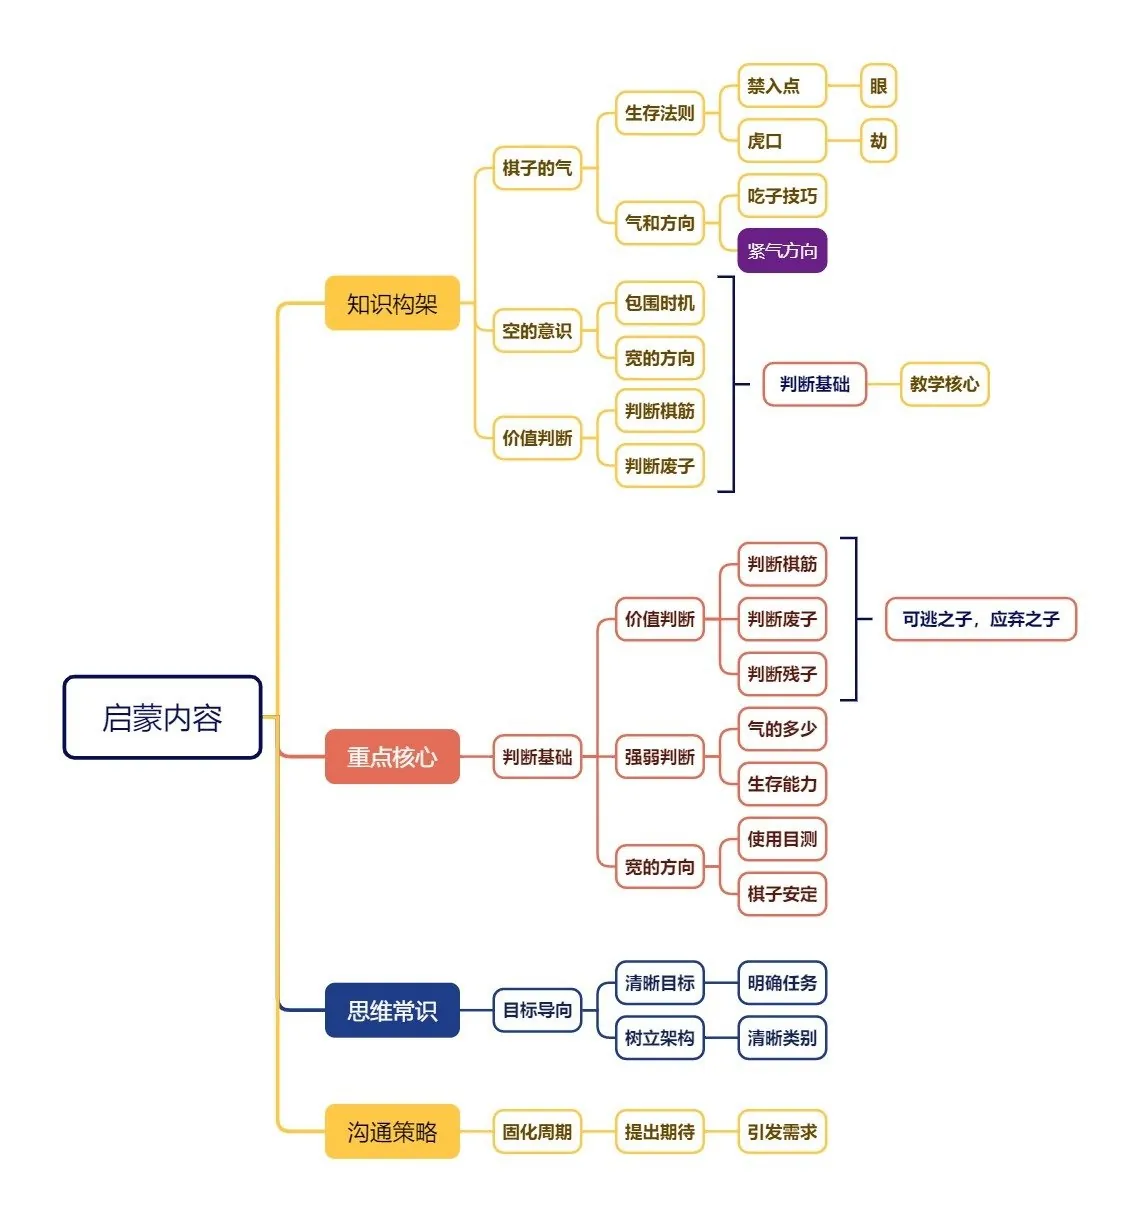 启蒙内容
知识构架
棋子的气
生存法则
禁入点
眼
虎口
劫
气和方向
吃子技巧
紧气方向
空的意识
包围时机
宽的方向
价值判断
判断棋筋
判断废子
判断基础
教学核心
重点核心
判断基础
价值判断
判断棋筋
判断废子
判断残子
可逃之子，应弃之子
强弱判断
气的多少
生存能力
宽的方向
使用目测
棋子安定
思维常识
目标导向
清晰目标
明确任务
树立架构
清晰类别
沟通策略
固化周期
提出期待
引发需求